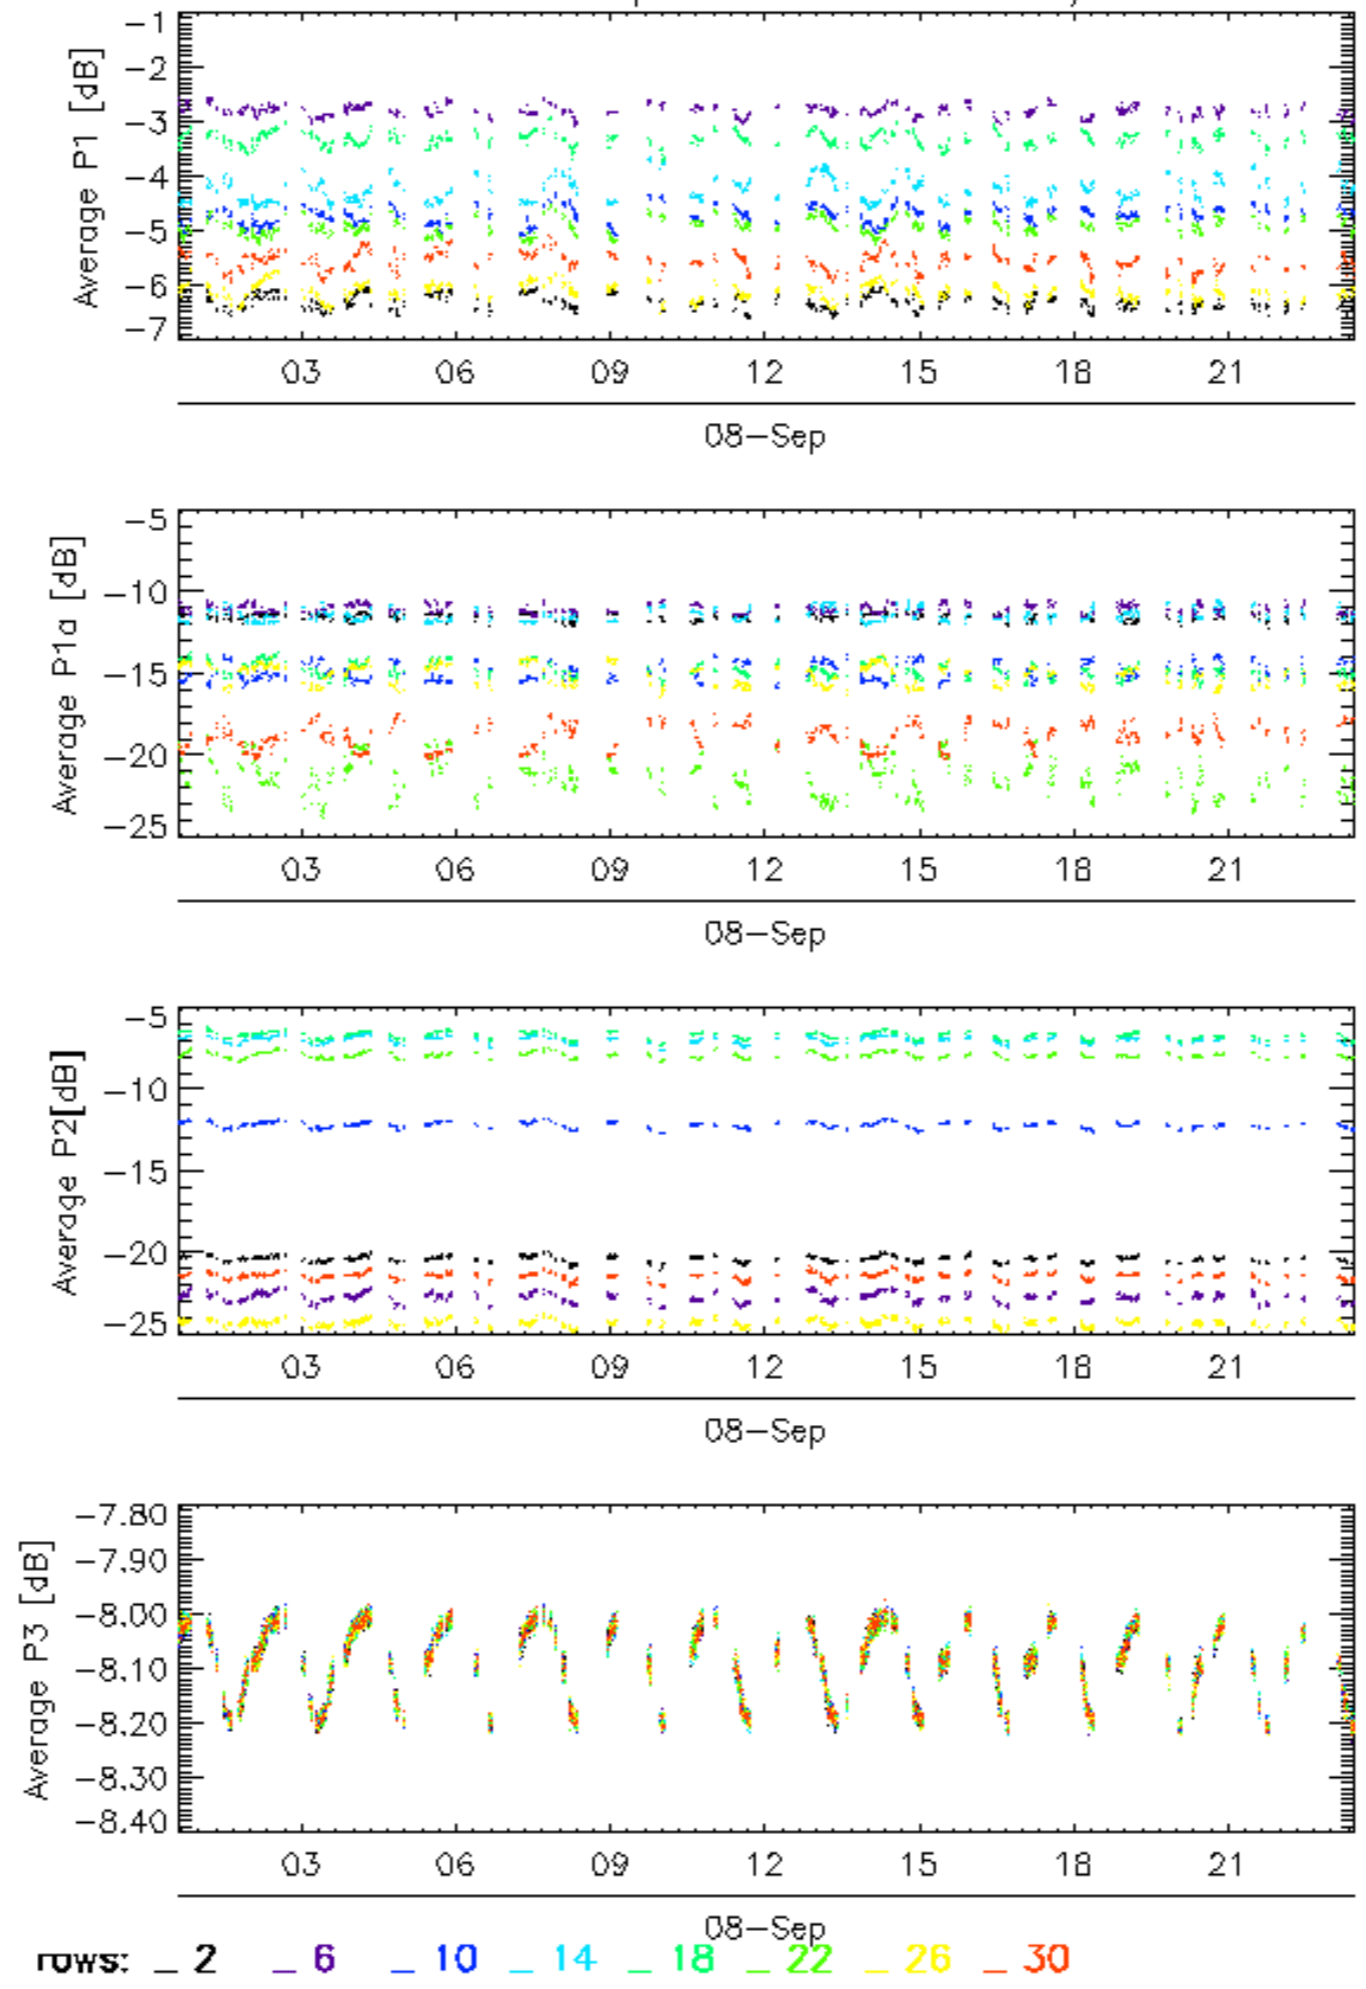 Average P1 [dB]
-1
-2
-3
-4
-5
-6
-7
03 06 09 12 15 18 21
08-Sep
Average P1a [dB]
-5
-10
-15
-20
-25
03 06 09 12 15 18 21
08-Sep
Average P2[dB]
-5
-10
-15
-20
-25
03 06 09 12 15 18 21
08-Sep
Average P3 [dB]
-7.80
-7.90
-8.00
-8.10
-8.20
-8.30
-8.40
03 06 09 12 15 18 21
08-Sep
rows: _ 2 _ 6 _ 10 _ 14 _ 18 _ 22 _ 26 _ 30